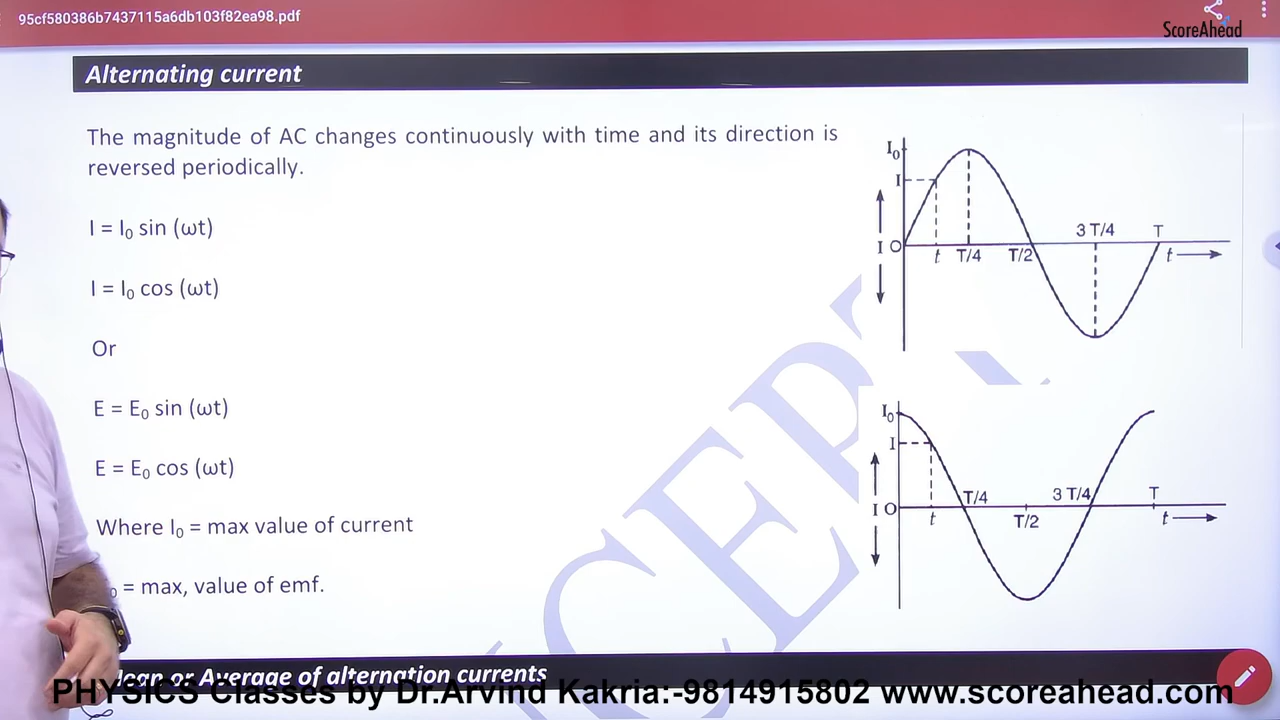 95cf580386b7437115a6db103f82ea98.pdf
ScoreAhead
Alternating current
The magnitude of AC changes continuously with time and its direction is
reversed periodically.
I = I₀ sin (ωt)
I = I₀ cos (ωt)
Or
E = E₀ sin (ωt)
E = E₀ cos (ωt)
Where I₀ = max value of current
₀ = max, value of emf.
I₀
I
I O
t
T/4
T/2
3 T/4
T
t
I₀
I
I O
t
T/4
T/2
3 T/4
T
t
Mean or Average of alternation currents
PHYSICS Classes by Dr.Arvind Kakria:-9814915802 www.scoreahead.com